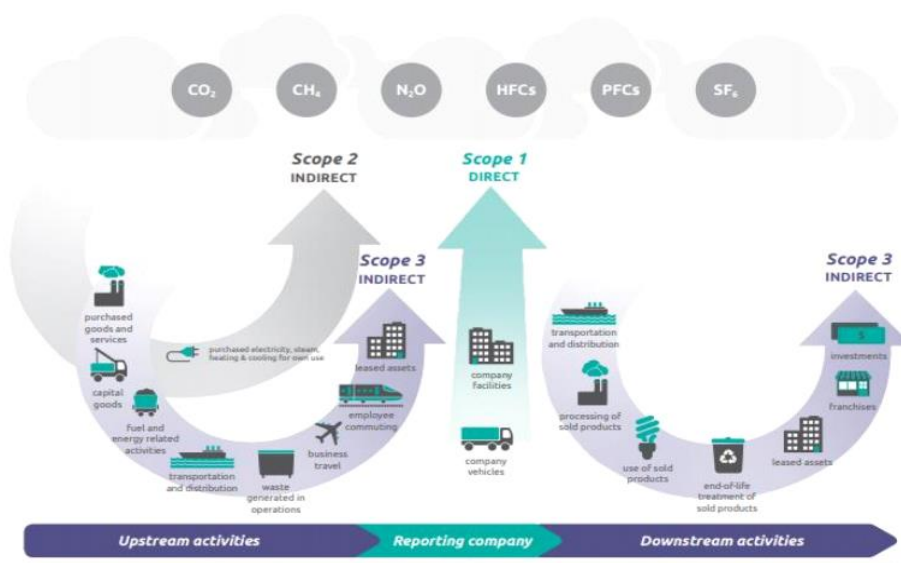 CO₂
CH₄
N₂O
HFCs
PFCs
SF₆
Scope 2
INDIRECT
Scope 1
DIRECT
Scope 3
INDIRECT
Scope 3
INDIRECT
purchased
goods and
services
capital
goods
fuel and
energy related
activities
transportation
and distribution
waste
generated in
operations
business
travel
employee
commuting
leased assets
purchased electricity, steam,
heating & cooling for own use
company
facilities
company
vehicles
transportation
and distribution
processing of
sold products
use of sold
products
end-of-life
treatment of
sold products
leased assets
franchises
investments
$
Upstream activities
Reporting company
Downstream activities